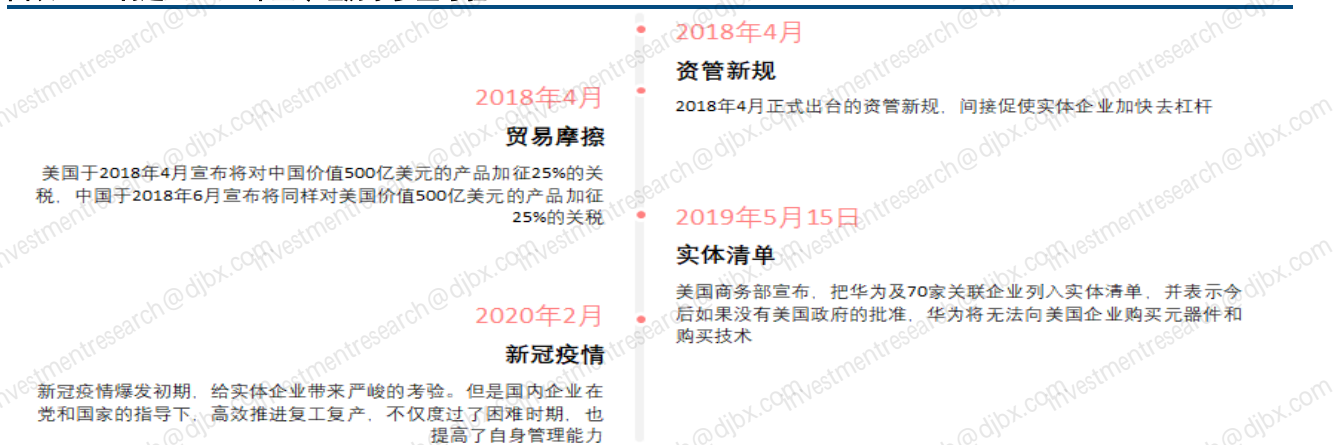 2018年4月
资管新规
2018年4月正式出台的资管新规，间接促使实体企业加快去杠杆
2018年4月
贸易摩擦
美国于2018年4月宣布将对中国价值500亿美元的产品加征25%的关
税，中国于2018年6月宣布将同样对美国价值500亿美元的产品加征
25%的关税
2019年5月15日
实体清单
美国商务部宣布，把华为及70家关联企业列入实体清单，并表示今
后如果没有美国政府的批准，华为将无法向美国企业购买元器件和
购买技术
2020年2月
新冠疫情
新冠疫情爆发初期，给实体企业带来严峻的考验。但是国内企业在
党和国家的指导下，高效推进复工复产，不仅度过了困难时期，也
提高了自身管理能力
investmentresearch@djbx.com